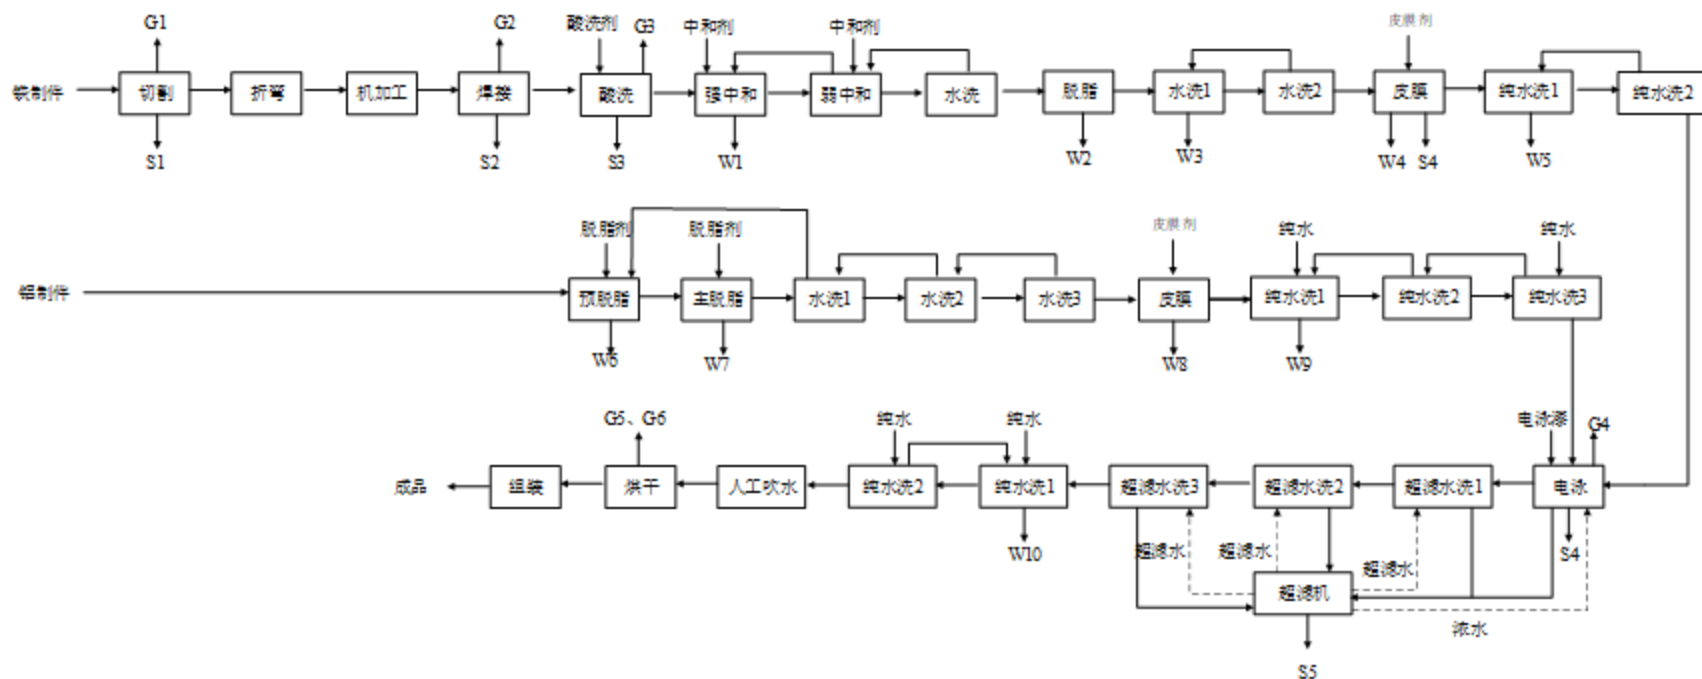 G1 G2 酸洗剂 G3 中和剂 中和剂 皮膜剂
铁制件 切割 折弯 机加工 焊接 酸洗 强中和 弱中和 水洗 脱脂 水洗1 水洗2 皮膜 纯水洗1 纯水洗2
S1 S2 S3 W1 W2 W3 W4 S4 W5
脱脂剂 脱脂剂 皮膜剂 纯水 纯水
铝制件 预脱脂 主脱脂 水洗1 水洗2 水洗3 皮膜 纯水洗1 纯水洗2 纯水洗3
W6 W7 W8 W9
G5、G6 纯水 纯水 电泳漆 G4
成品 组装 烘干 人工吹水 纯水洗2 纯水洗1 超滤水洗3 超滤水洗2 超滤水洗1 电泳
W10 超滤水 超滤水 超滤水 S4
超滤机
浓水
S5